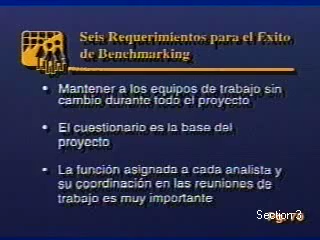 Seis Requerimientos para el Exito
de Benchmarking
• Mantener a los equipos de trabajo sin
cambio durante todo el proyecto
• El cuestionario es la base del
proyecto
• La función asignada a cada analista y
su coordinación en las reuniones de
trabajo es muy importante
Section3